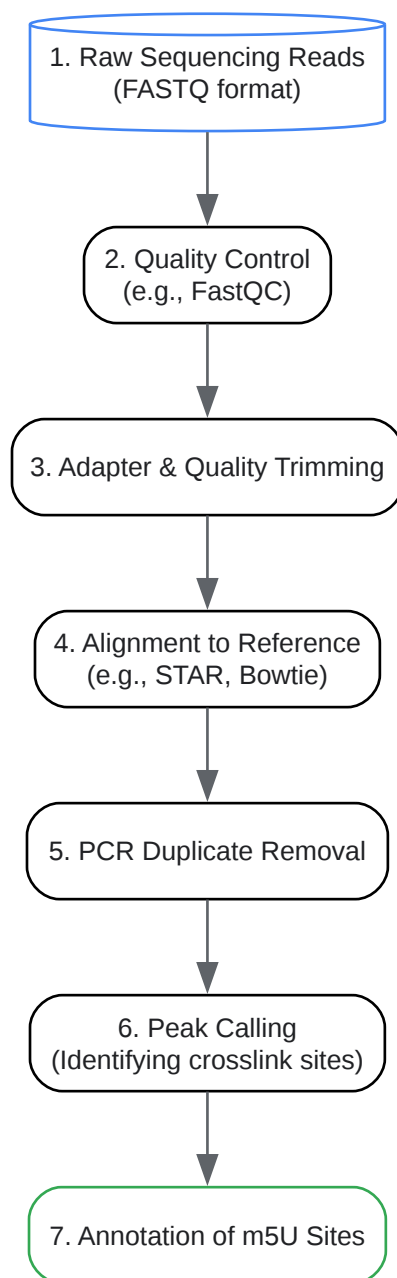 1. Raw Sequencing Reads
(FASTQ format)
2. Quality Control
(e.g., FastQC)
3. Adapter & Quality Trimming
4. Alignment to Reference
(e.g., STAR, Bowtie)
5. PCR Duplicate Removal
6. Peak Calling
(Identifying crosslink sites)
7. Annotation of m5U Sites